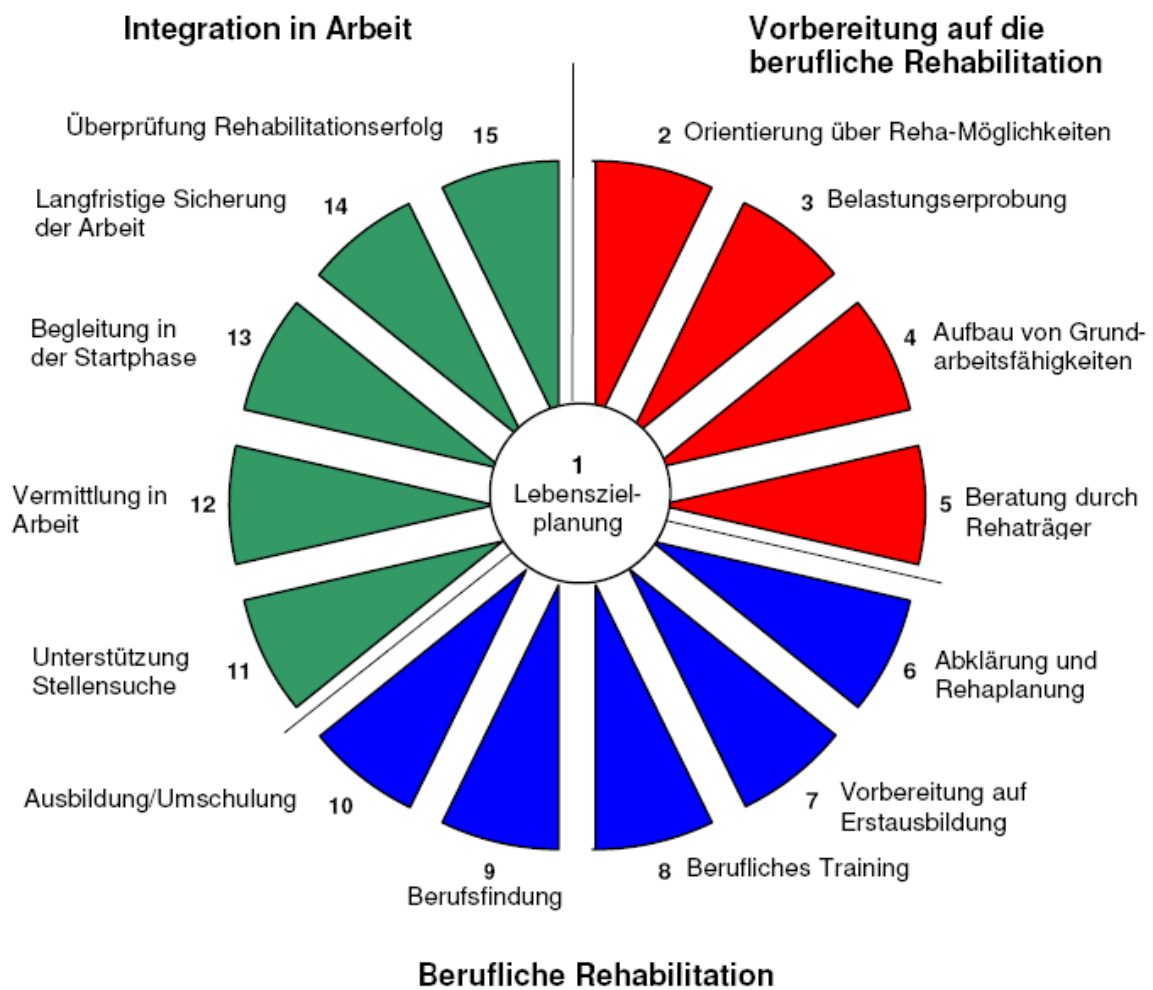 Integration in Arbeit
Vorbereitung auf die
berufliche Rehabilitation
Überprüfung Rehabilitationserfolg 15
2 Orientierung über Reha-Möglichkeiten
Langfristige Sicherung
der Arbeit
14
3 Belastungserprobung
Begleitung in
der Startphase
13
4 Aufbau von Grund-
arbeitsfähigkeiten
1
Lebensziel-
planung
Vermittlung in
Arbeit
12
5 Beratung durch
Rehaträger
Unterstützung
Stellensuche
11
6 Abklärung und
Rehaplanung
Ausbildung/Umschulung 10
7 Vorbereitung auf
Erstausbildung
9
Berufsfindung
8 Berufliches Training
Berufliche Rehabilitation